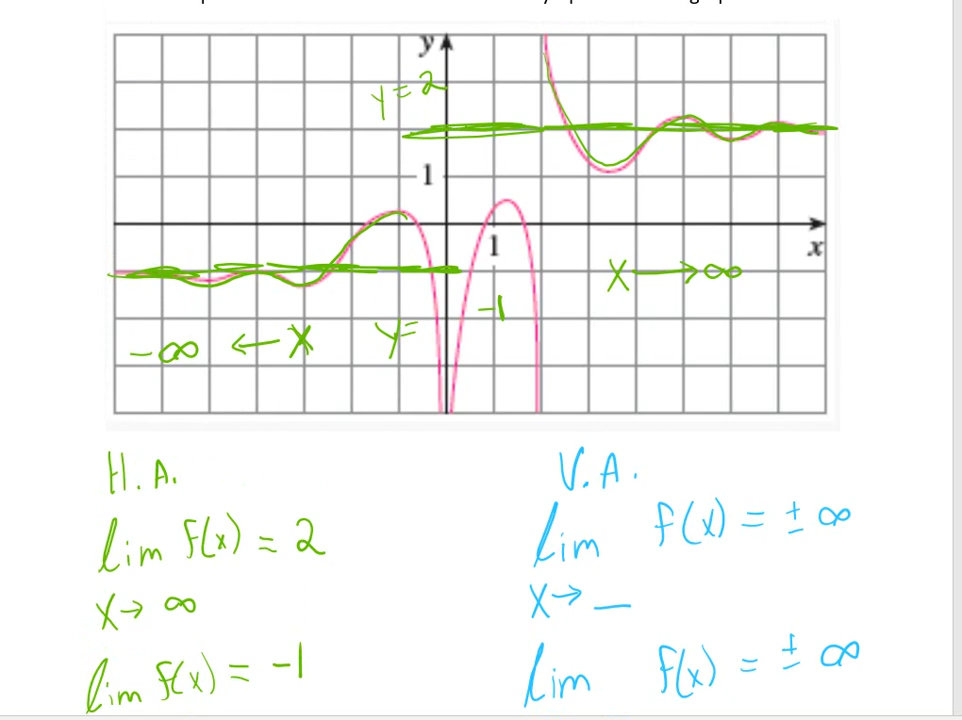 y
y = 2
1
1
x
x → ∞
-1
-∞ ← x
y =
H.A.
lim f(x) = 2
x → ∞
lim f(x) = -1
V.A.
lim f(x) = ± ∞
x → _
lim f(x) = ± ∞